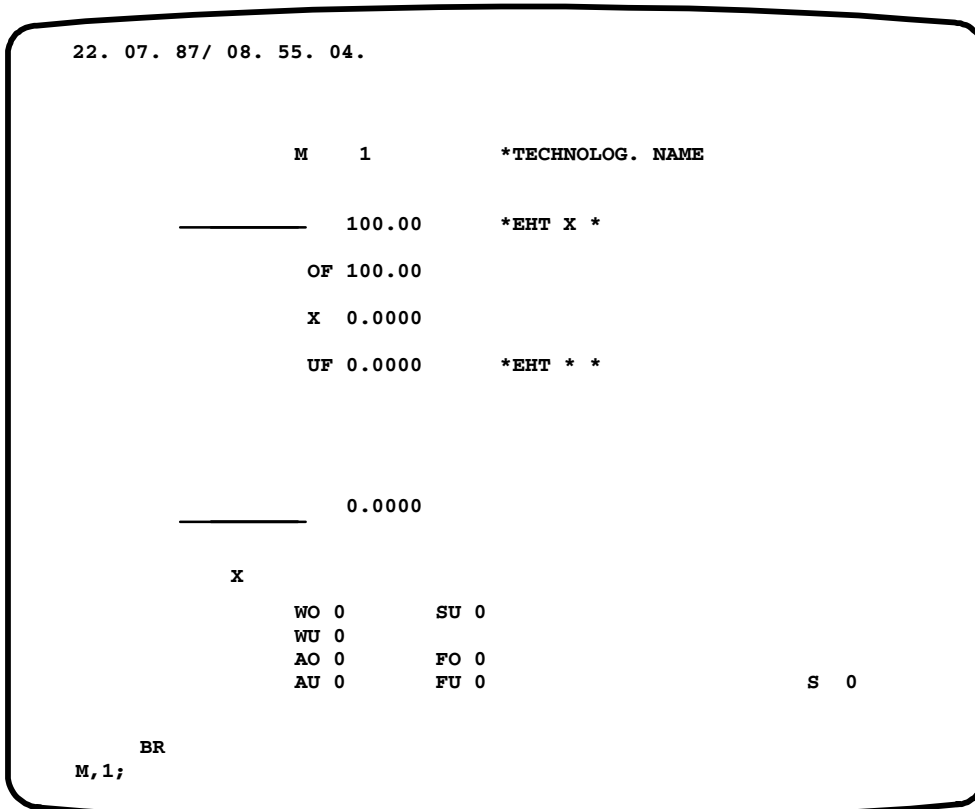 22. 07. 87/ 08. 55. 04.
M 1 *TECHNOLOG. NAME
100.00 *EHT X *
OF 100.00
X 0.0000
UF 0.0000 *EHT * *
0.0000
X
WO 0 SU 0
WU 0
AO 0 FO 0
AU 0 FU 0 S 0
BR
M,1;